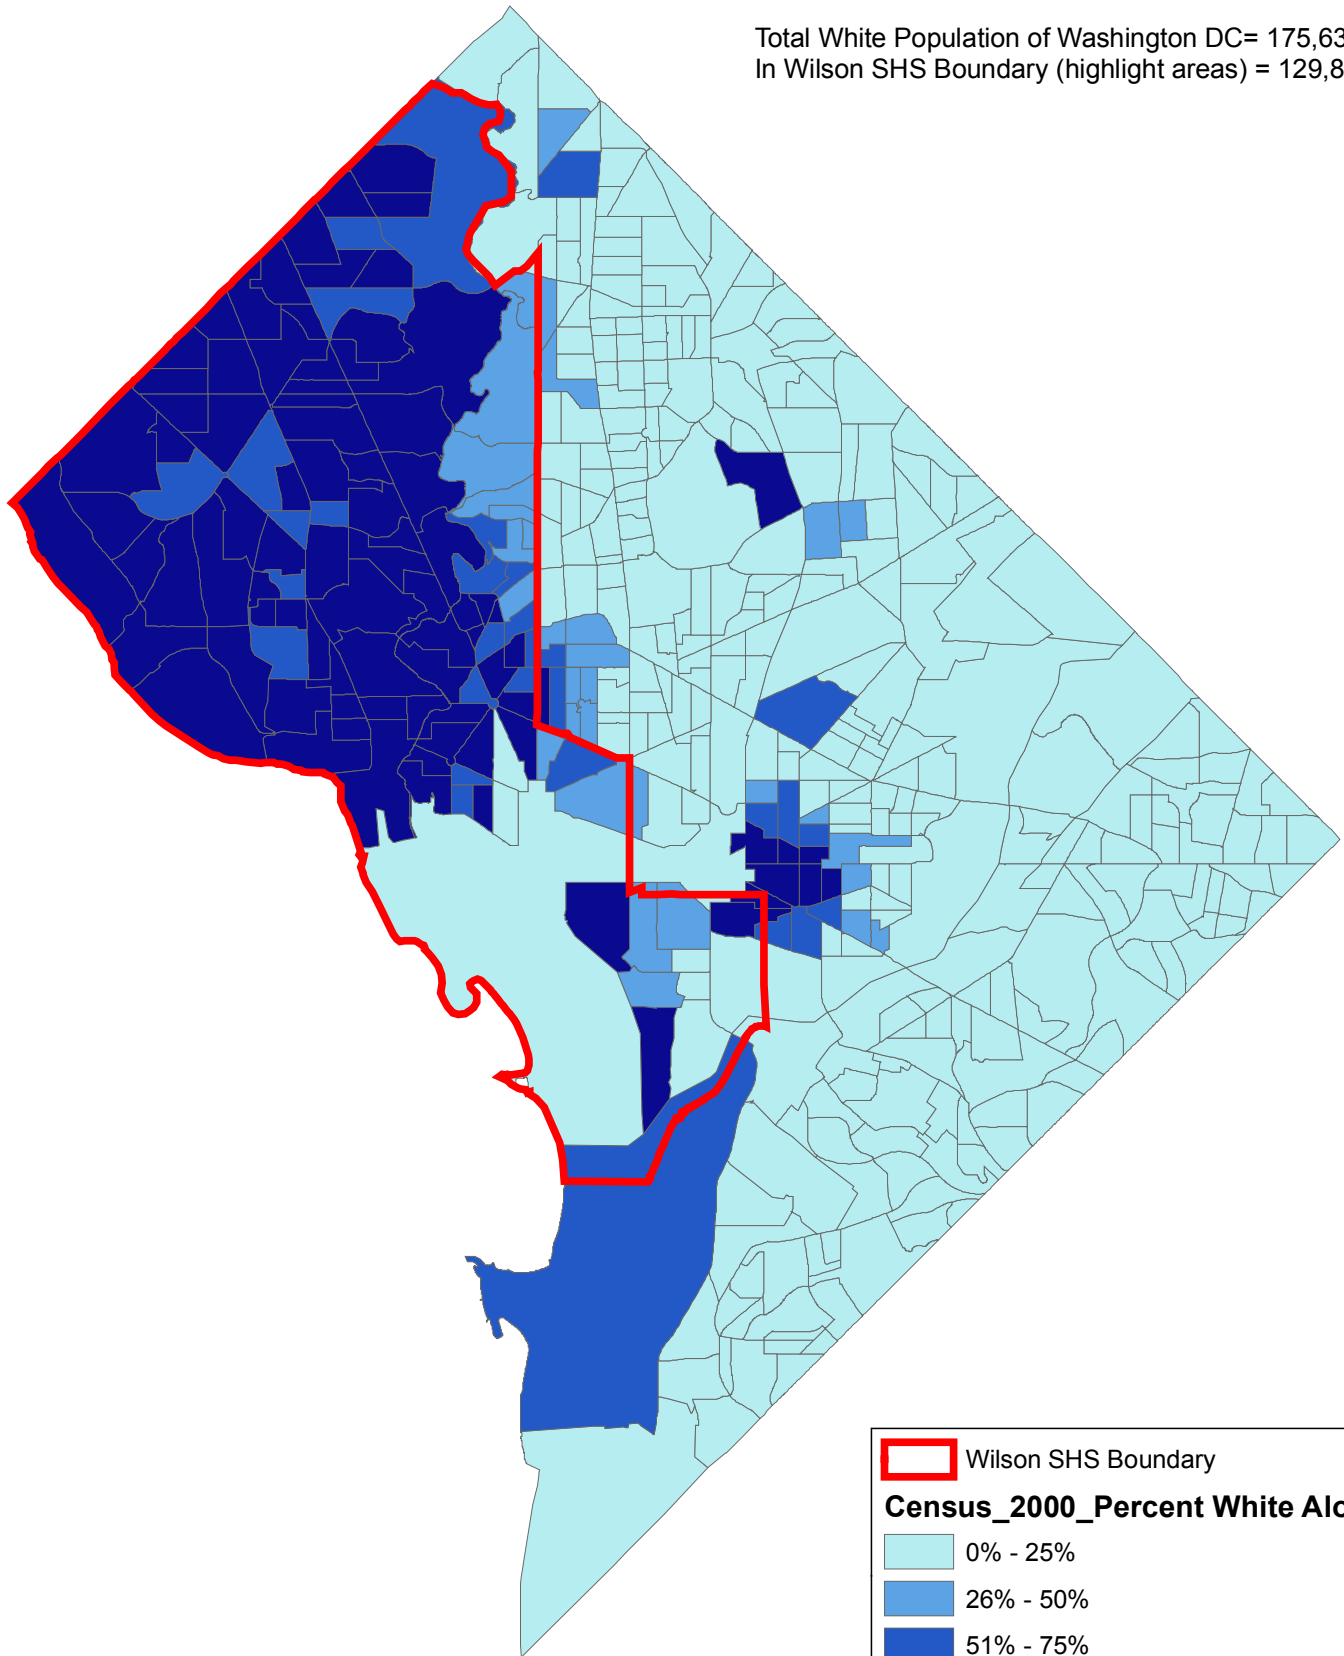 Total White Population of Washington DC= 175,63
In Wilson SHS Boundary (highlight areas) = 129,8
Wilson SHS Boundary
Census_2000_Percent White Alo
0% - 25%
26% - 50%
51% - 75%